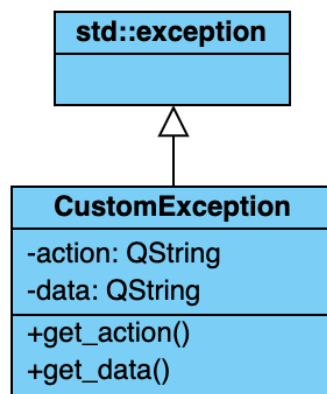 std::exception
CustomException
-action: QString
-data: QString
+get_action()
+get_data()